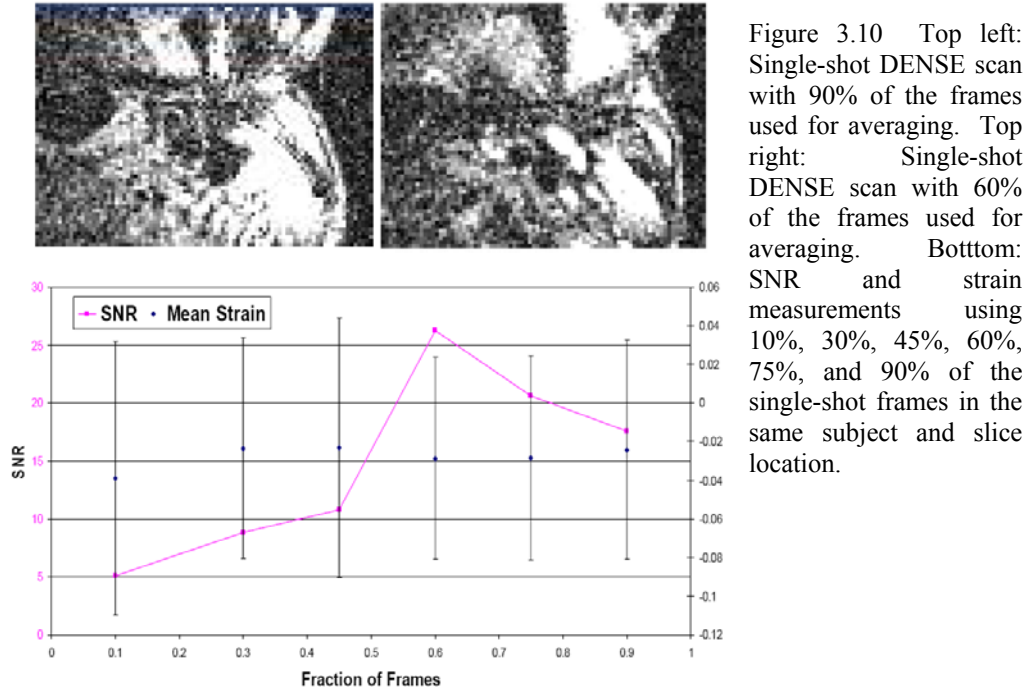 Figure 3.10 Top left:
Single-shot DENSE scan
with 90% of the frames
used for averaging. Top
right: Single-shot
DENSE scan with 60%
of the frames used for
averaging. Botttom:
SNR and strain
measurements using
10%, 30%, 45%, 60%,
75%, and 90% of the
single-shot frames in the
same subject and slice
location.
SNR Mean Strain
SNR
30
25
20
15
10
5
0
0.06
0.04
0.02
0
-0.02
-0.04
-0.06
-0.08
-0.1
-0.12
0 0.1 0.2 0.3 0.4 0.5 0.6 0.7 0.8 0.9 1
Fraction of Frames